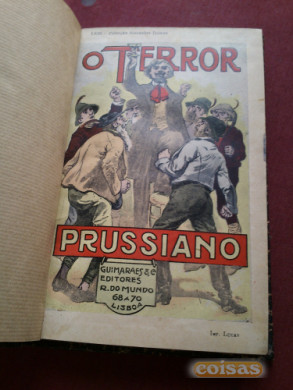 O TERROR
PRUSSIANO
GUIMARÃES & C.ª
EDITORES
R. DO MUNDO
68 A 70
LISBOA
coisas